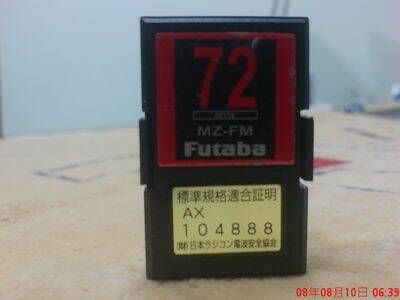 72
MHz
MZ-FM
Futaba
標準規格適合証明
AX
104888
(財)日本ラジコン電波安全協会
08年08月10日 06:39